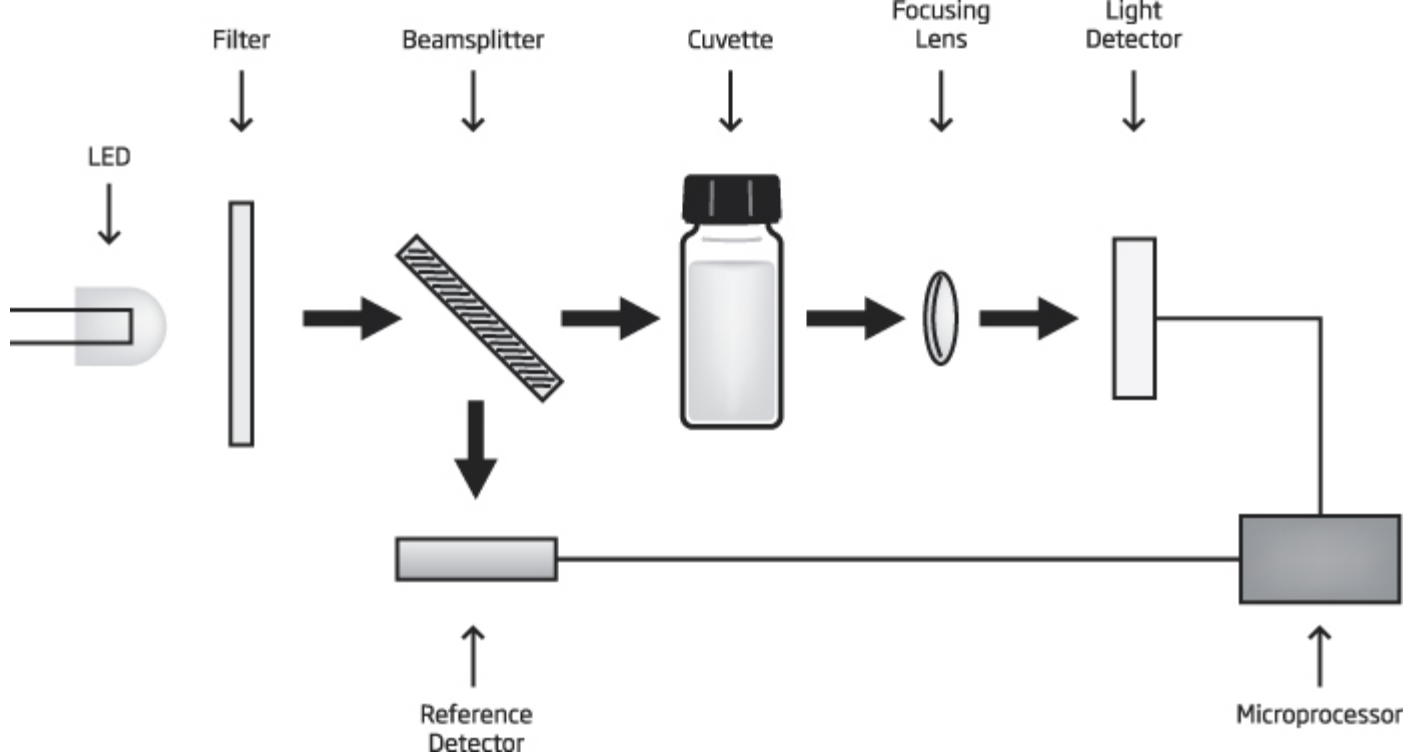 Filter
Beamsplitter
Cuvette
Focusing
Lens
Light
Detector
LED
Reference
Detector
Microprocessor